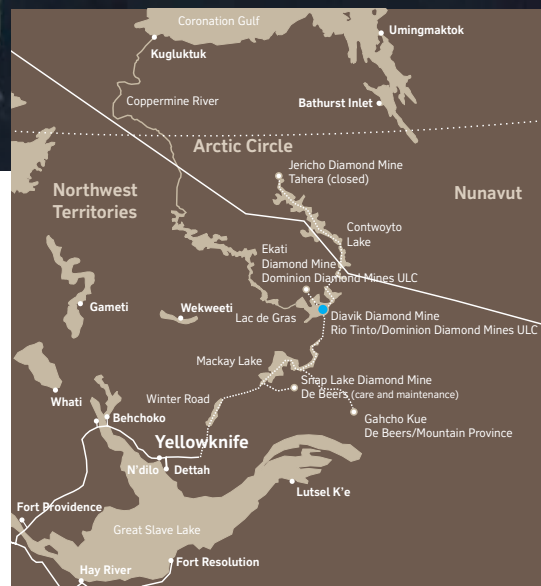 Coronation Gulf
Umingmaktok
Kugluktuk
Coppermine River
Bathurst Inlet
Arctic Circle
Jericho Diamond Mine
Tahera (closed)
Northwest
Territories
Nunavut
Contwoyto
Lake
Ekati
Diamond Mine
Dominion Diamond Mines ULC
Gameti
Wekweeti
Lac de Gras
Diavik Diamond Mine
Rio Tinto/Dominion Diamond Mines ULC
Mackay Lake
Snap Lake Diamond Mine
De Beers (care and maintenance)
Whati
Winter Road
Behchoko
Gahcho Kue
De Beers/Mountain Province
Yellowknife
N'dilo
Dettah
Lutsel K'e
Fort Providence
Great Slave Lake
Fort Resolution
Hay River